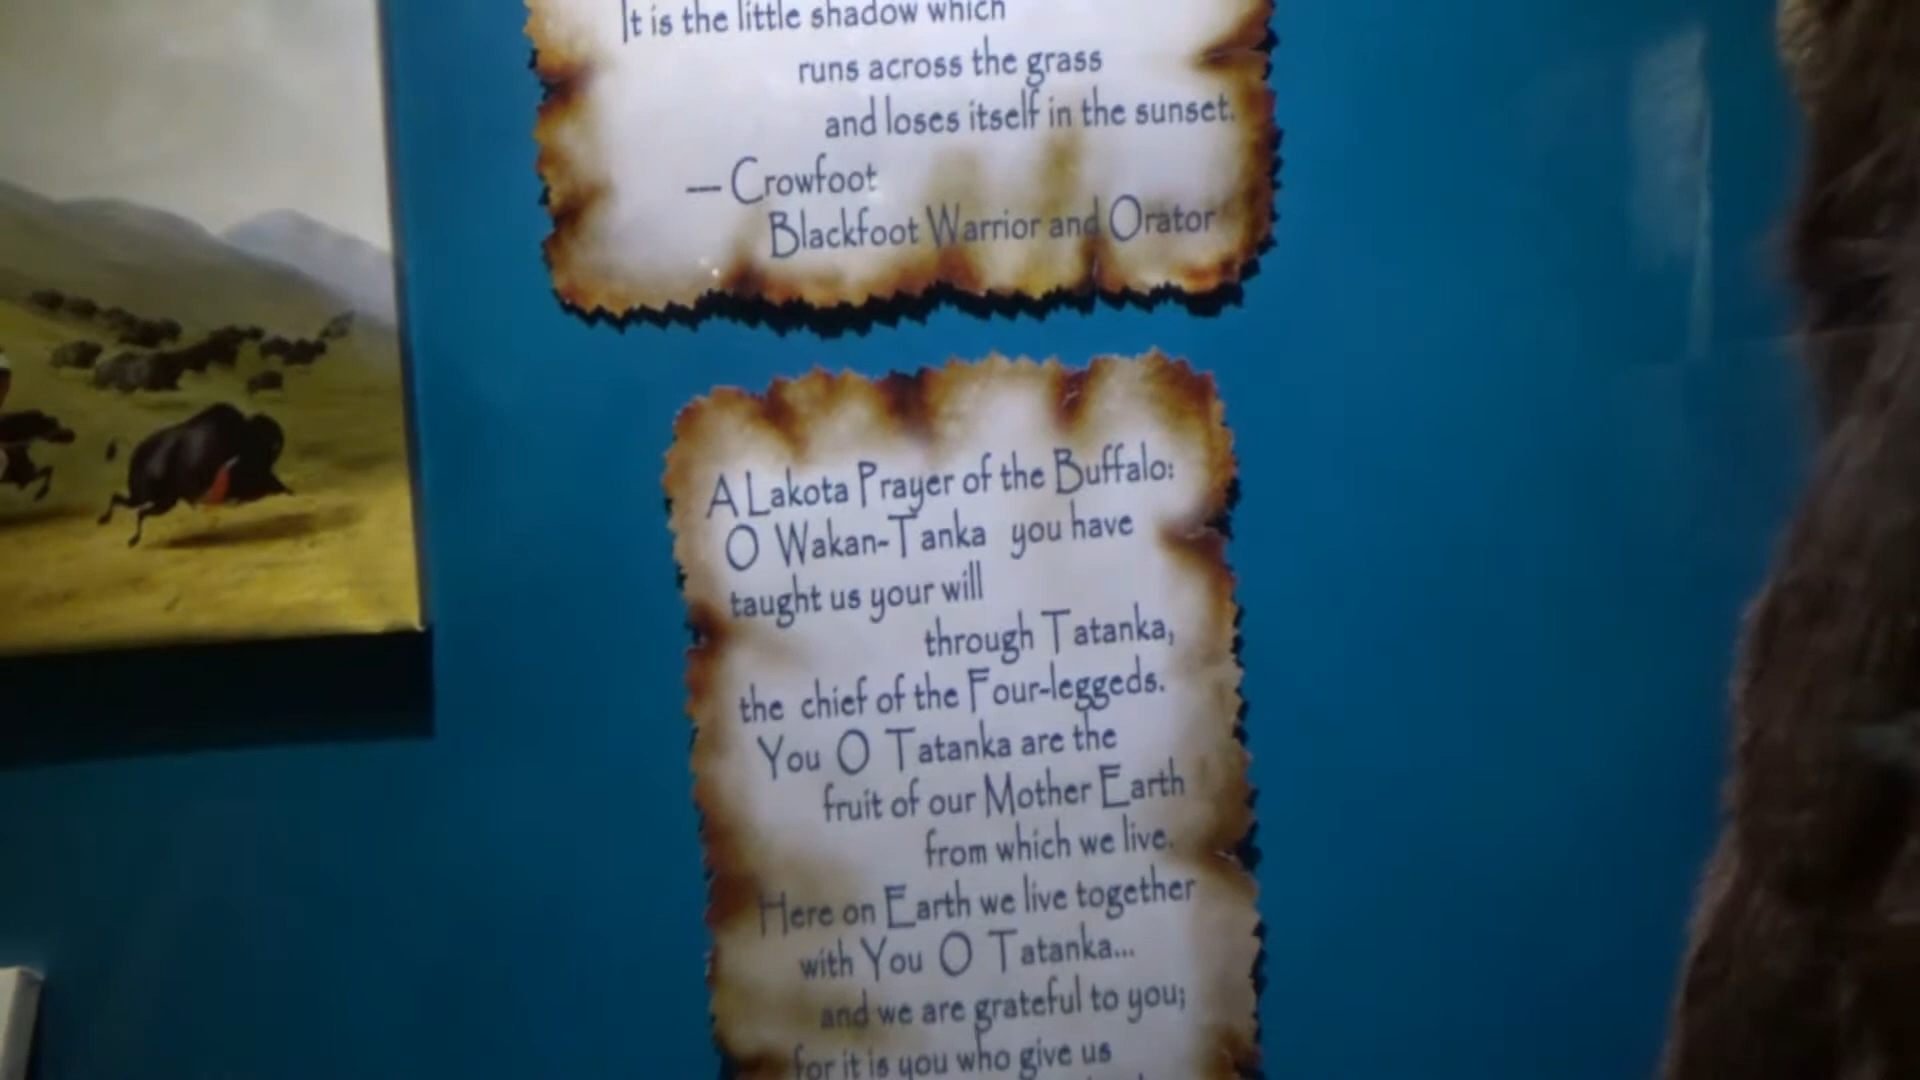 It is the little shadow which
runs across the grass
and loses itself in the sunset.
— Crowfoot
Blackfoot Warrior and Orator
A Lakota Prayer of the Buffalo:
O Wakan-Tanka you have
taught us your will
through Tatanka,
the chief of the Four-leggeds.
You O Tatanka are the
fruit of our Mother Earth
from which we live.
Here on Earth we live together
with You O Tatanka...
and we are grateful to you;
for it is you who give us